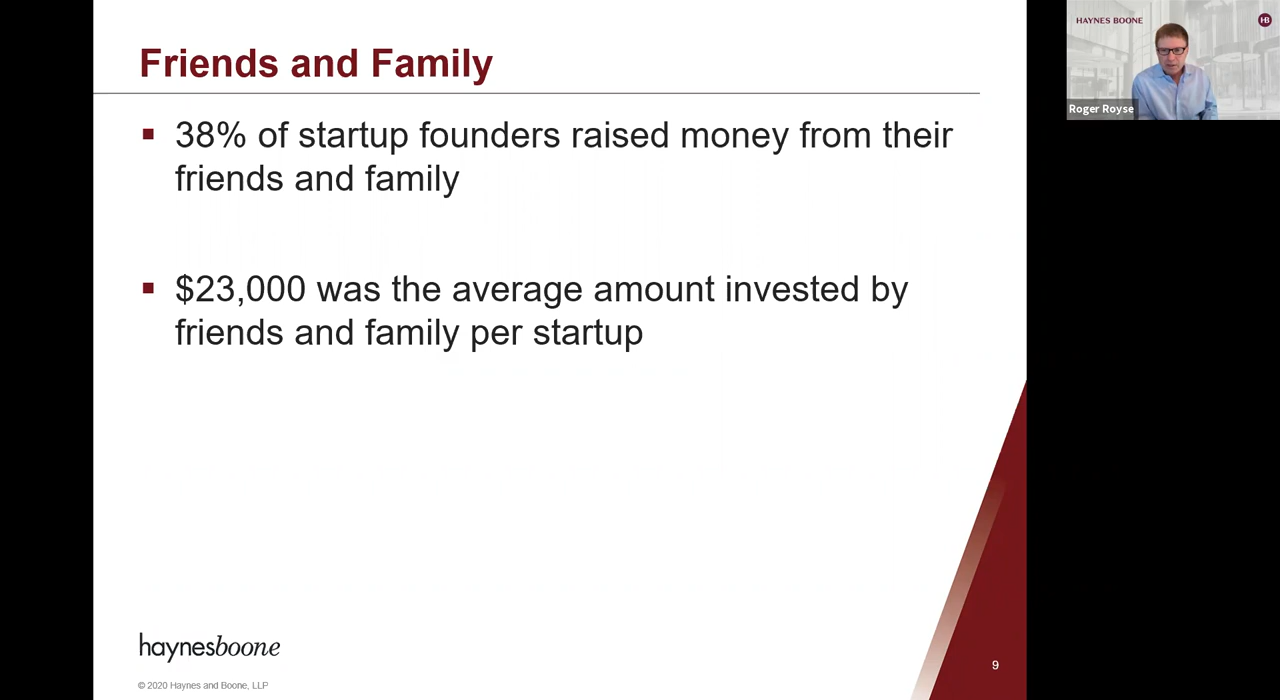 Friends and Family
▪ 38% of startup founders raised money from their
friends and family
▪ $23,000 was the average amount invested by
friends and family per startup
haynesboone
© 2020 Haynes and Boone, LLP
9
HAYNES BOONE
HB
Roger Royse